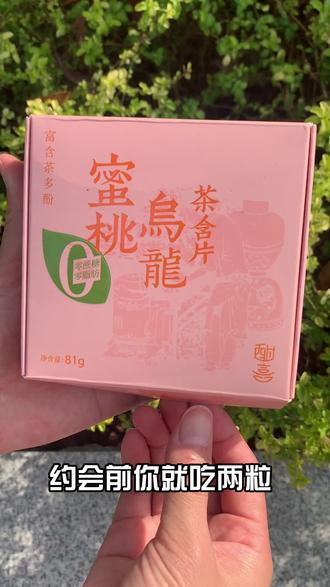 富含茶多酚
蜜桃
烏龍
茶含片
0
零蔗糖
零脂肪
净含量:81g
酣喜
约会前你就吃两粒